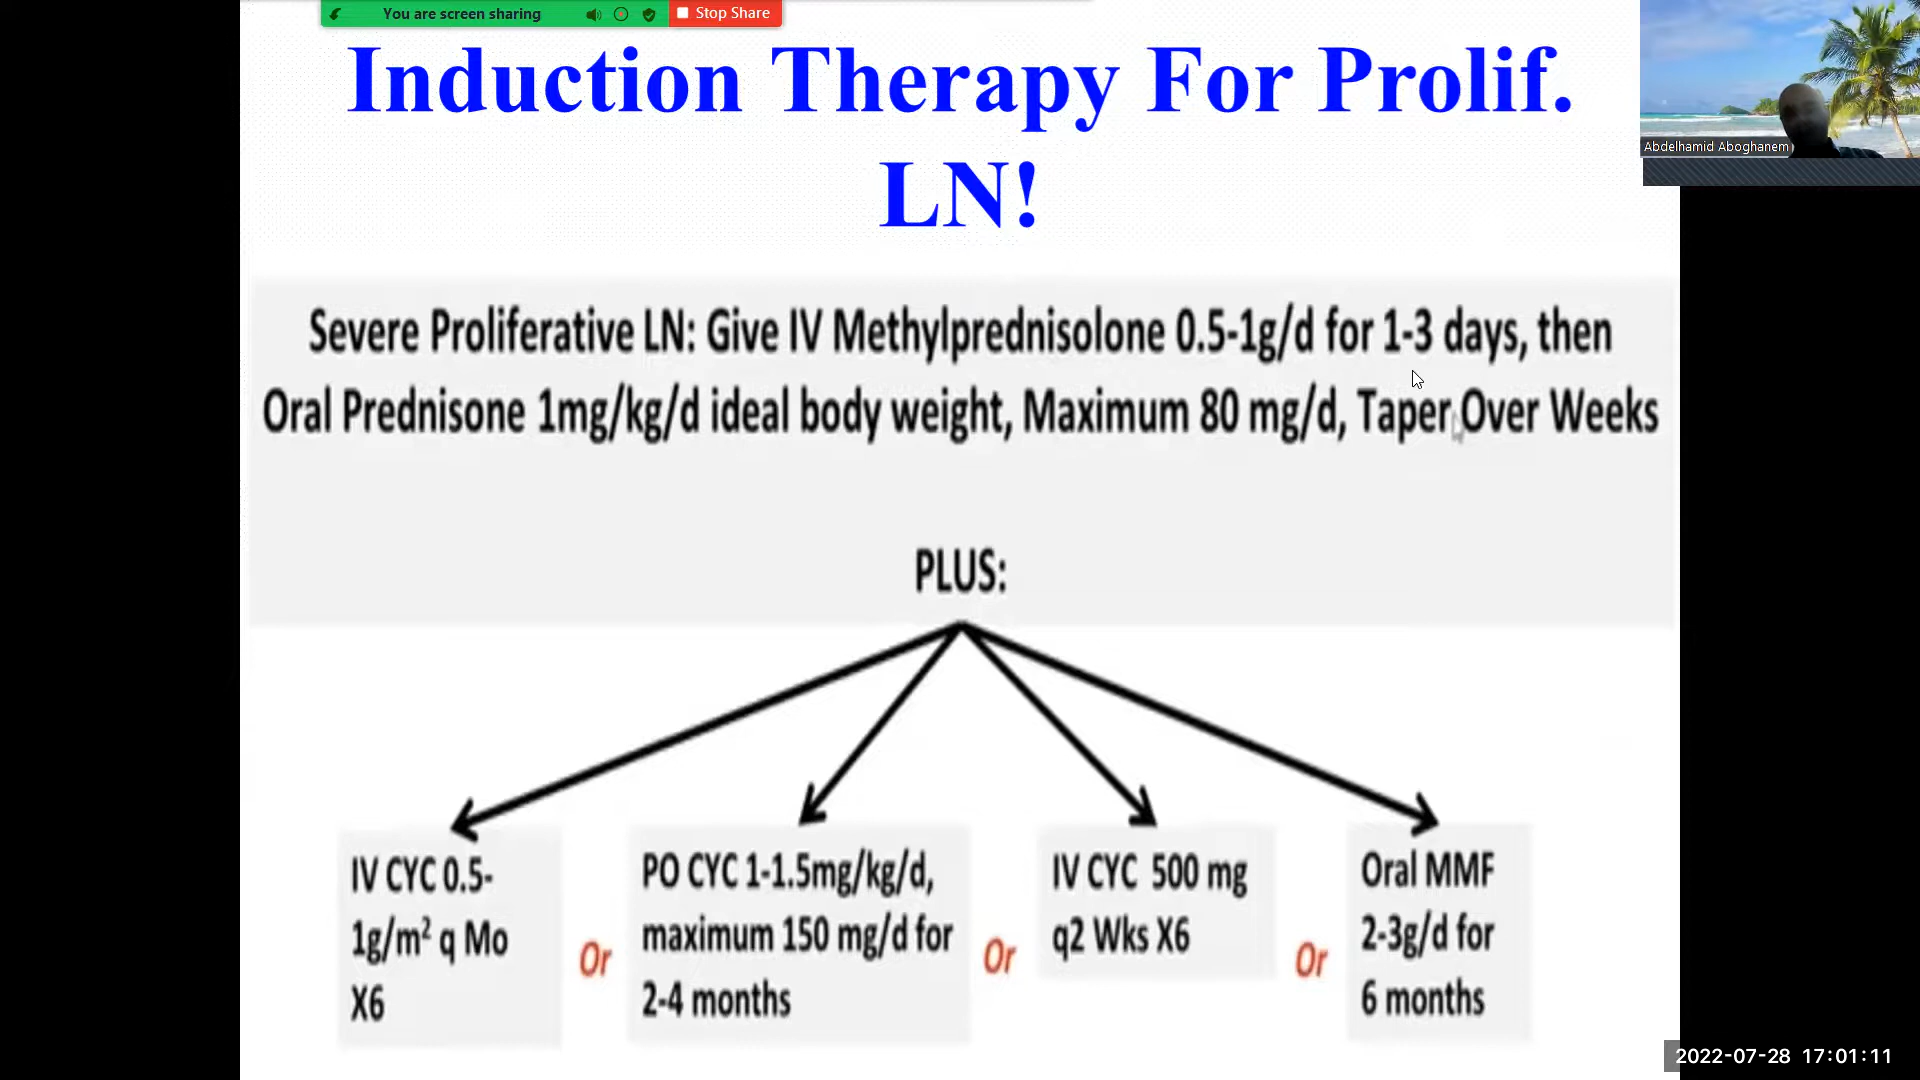 You are screen sharing
Stop Share
Induction Therapy For Prolif.
LN!
Abdelhamid Aboghanem
Severe Proliferative LN: Give IV Methylprednisolone 0.5-1g/d for 1-3 days, then
Oral Prednisone 1mg/kg/d ideal body weight, Maximum 80 mg/d, Taper Over Weeks
PLUS:
IV CYC 0.5-
1g/m² q Mo
X6
Or
PO CYC 1-1.5mg/kg/d,
maximum 150 mg/d for
2-4 months
Or
IV CYC 500 mg
q2 Wks X6
Or
Oral MMF
2-3g/d for
6 months
2022-07-28 17:01:11